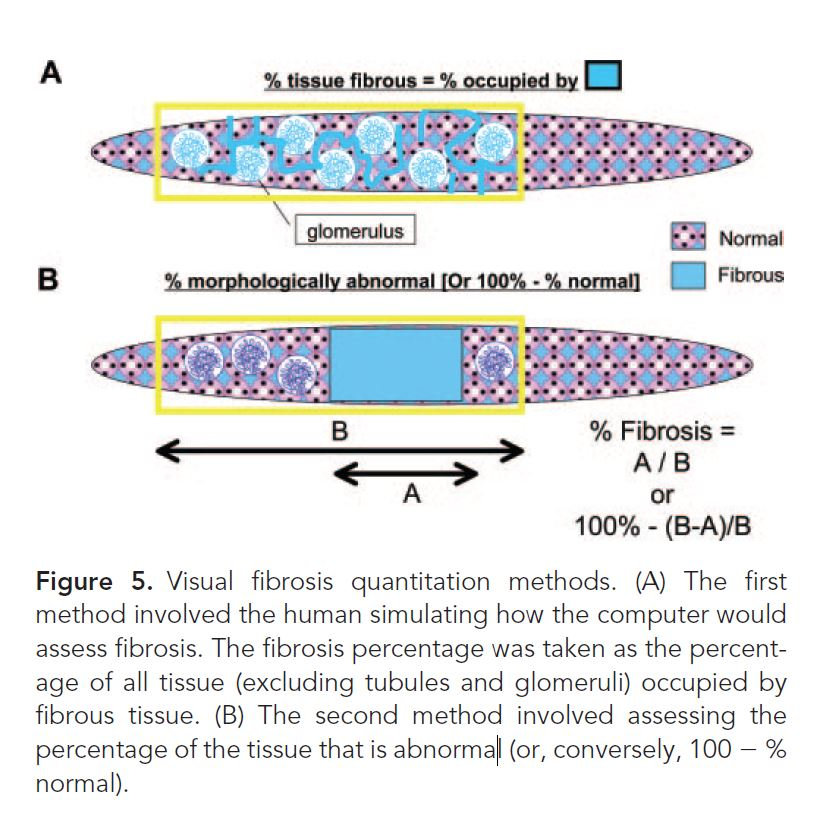 A
% tissue fibrous = % occupied by
glomerulus
Normal
Fibrous
B
% morphologically abnormal [Or 100% - % normal]
B
A
% Fibrosis =
A / B
or
100% - (B-A)/B
Figure 5. Visual fibrosis quantitation methods. (A) The first
method involved the human simulating how the computer would
assess fibrosis. The fibrosis percentage was taken as the percent-
age of all tissue (excluding tubules and glomeruli) occupied by
fibrous tissue. (B) The second method involved assessing the
percentage of the tissue that is abnormal (or, conversely, 100 − %
normal).